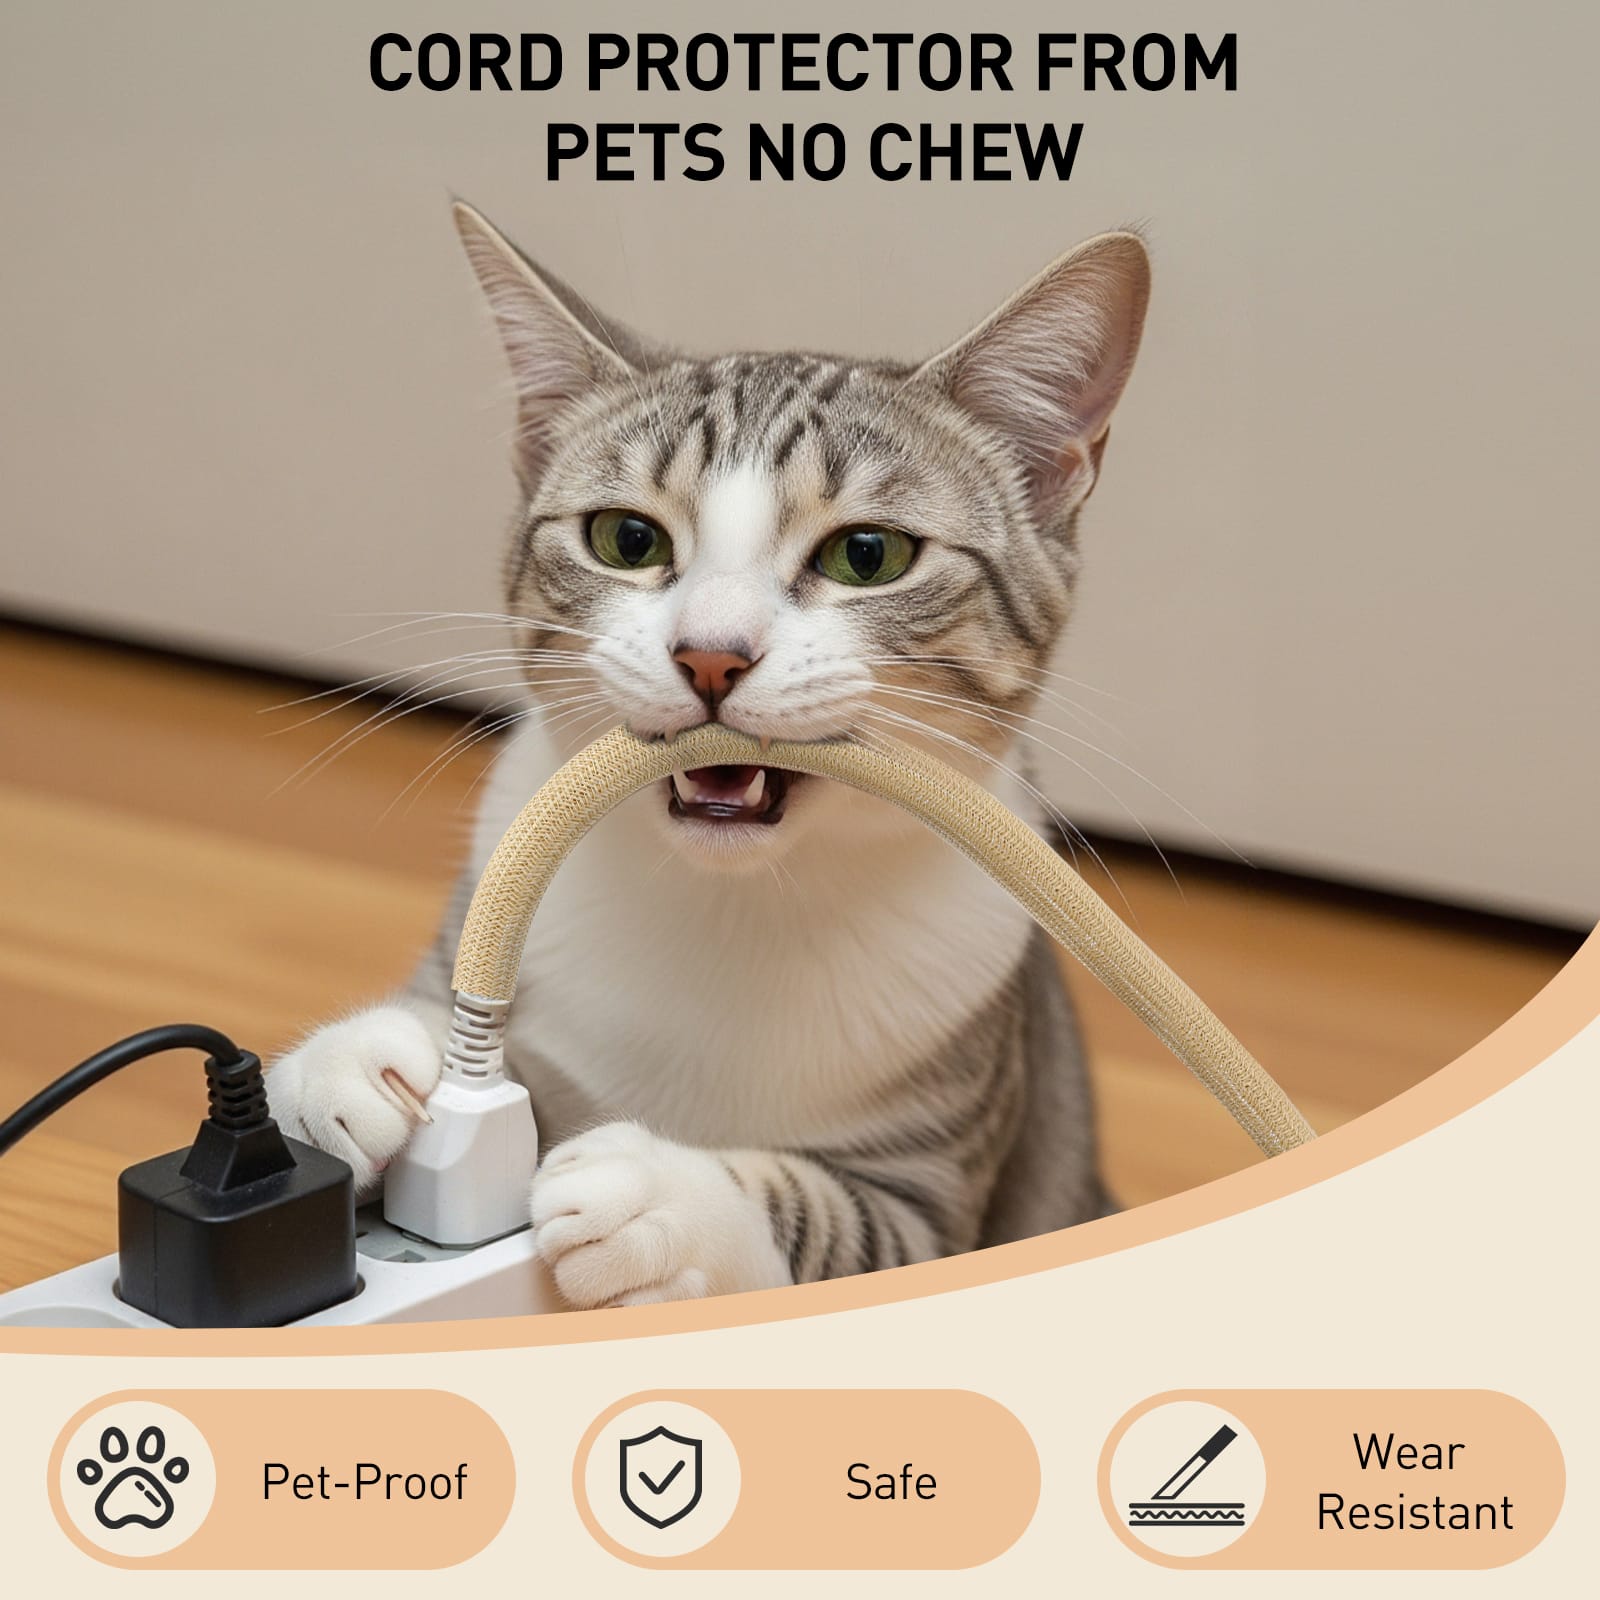 CORD PROTECTOR FROM
PETS NO CHEW
Pet-Proof
Safe
Wear
Resistant